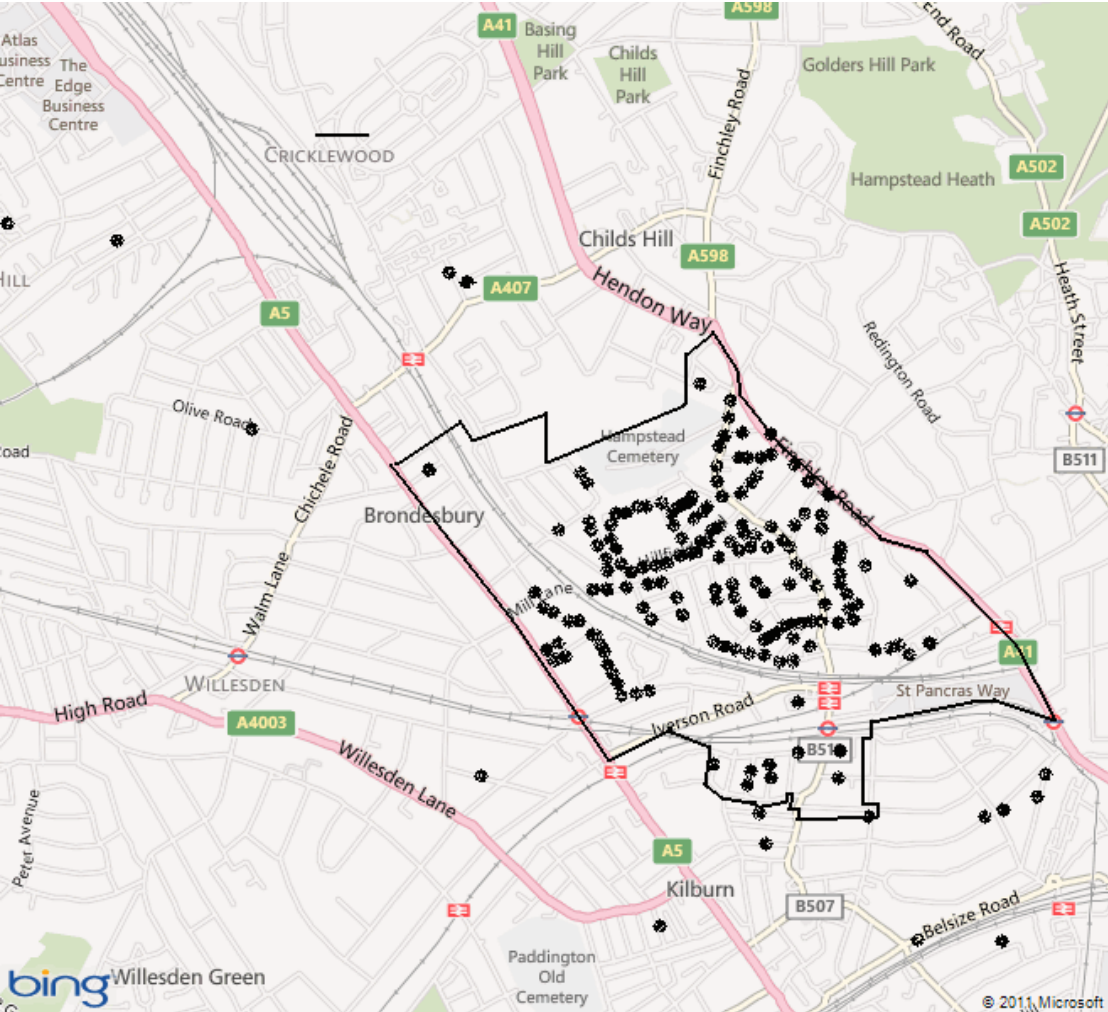 A598
A41
End Road
Basing
Hill
Park
Atlas
usiness
Centre
The
Edge
Business
Centre
Childs
Hill
Park
Golders Hill Park
Finchley Road
CRICKLEWOOD
A502
Hampstead Heath
A502
HILL
Childs Hill
A598
A407
Hendon Way
A5
Heath Street
Redington Road
Olive Road
oad
Hampstead
Cemetery
Chichele Road
Finchley Road
B511
Brondesbury
Hillfi
Mill Lane
Walm Lane
A41
WILLESDEN
St Pancras Way
High Road
A4003
Iverson Road
B51
Willesden Lane
Peter Avenue
A5
Kilburn
B507
Belsize Road
Paddington
Old
Cemetery
bing
Willesden Green
© 2011 Microsoft